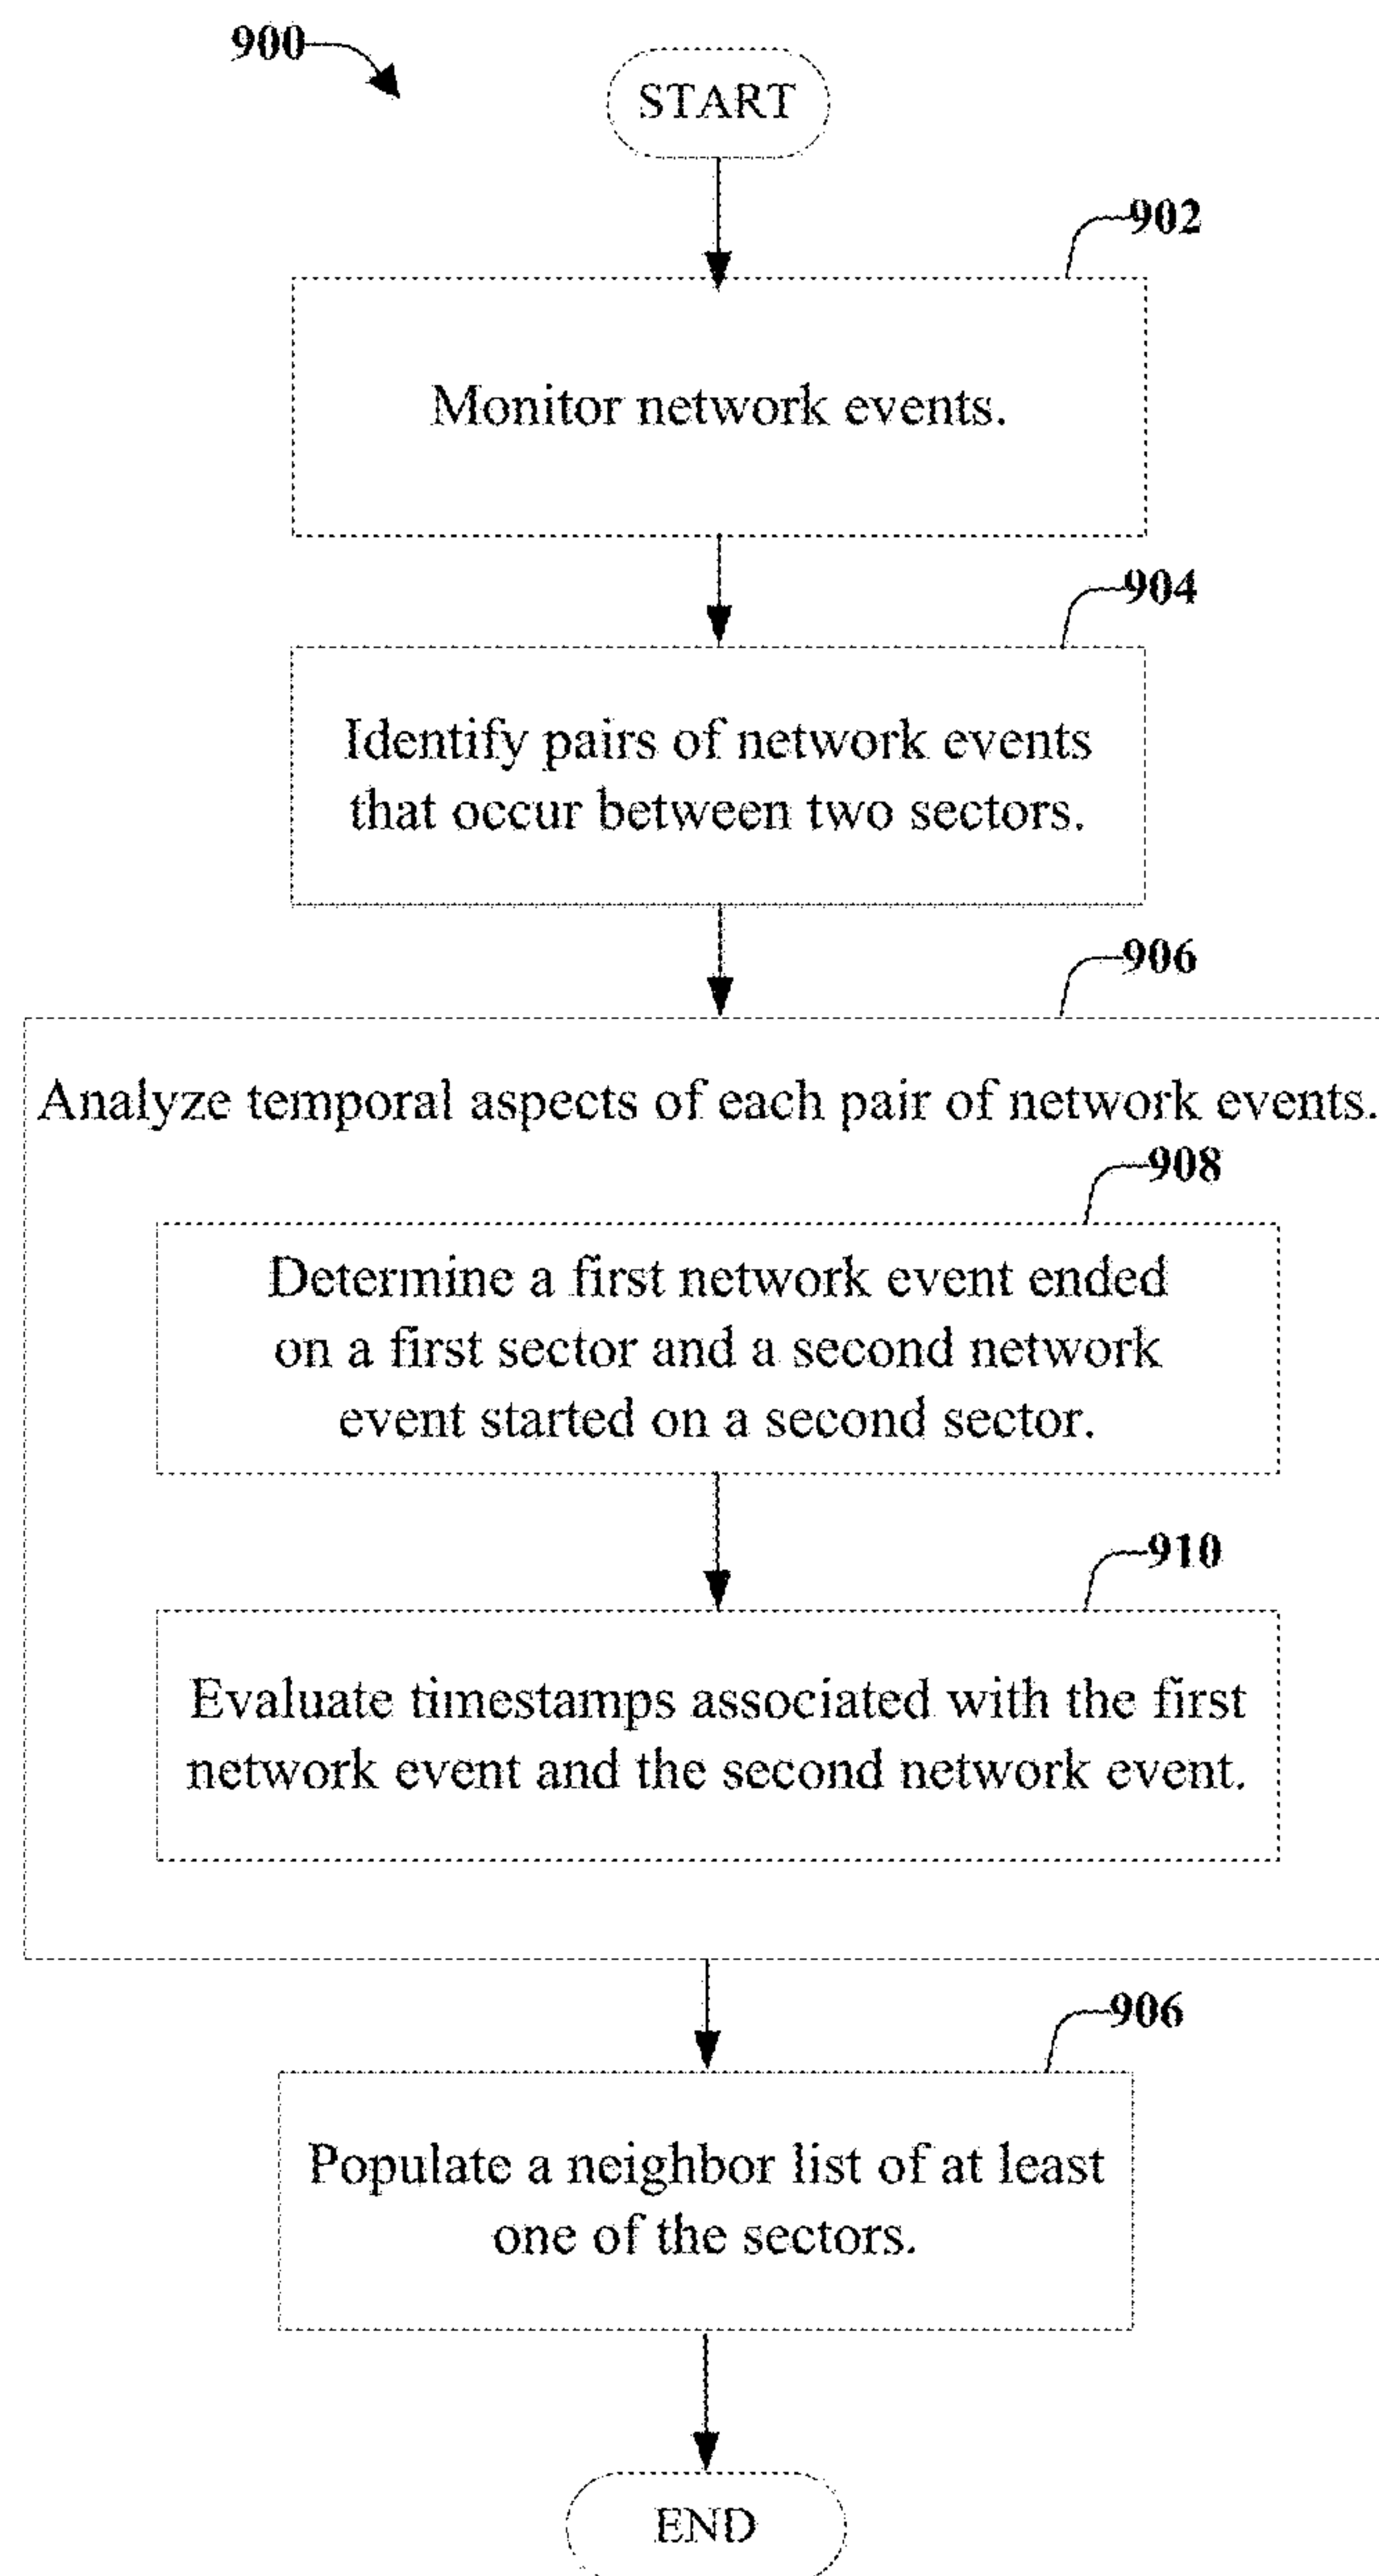 900
START
902
Monitor network events.
904
Identify pairs of network events
that occur between two sectors.
906
Analyze temporal aspects of each pair of network events.
908
Determine a first network event ended
on a first sector and a second network
event started on a second sector.
910
Evaluate timestamps associated with the first
network event and the second network event.
906
Populate a neighbor list of at least
one of the sectors.
END